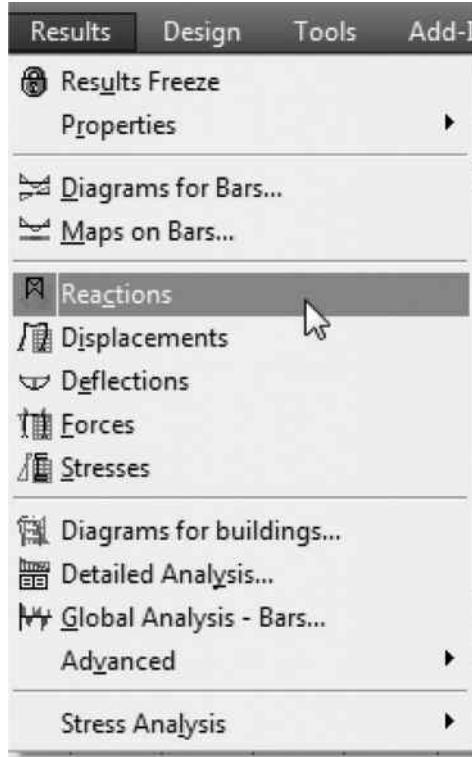 Results Design Tools Add-I
Results Freeze
Properties
Diagrams for Bars...
Maps on Bars...
Reactions
Displacements
Deflections
Forces
Stresses
Diagrams for buildings...
Detailed Analysis...
Global Analysis - Bars...
Advanced
Stress Analysis